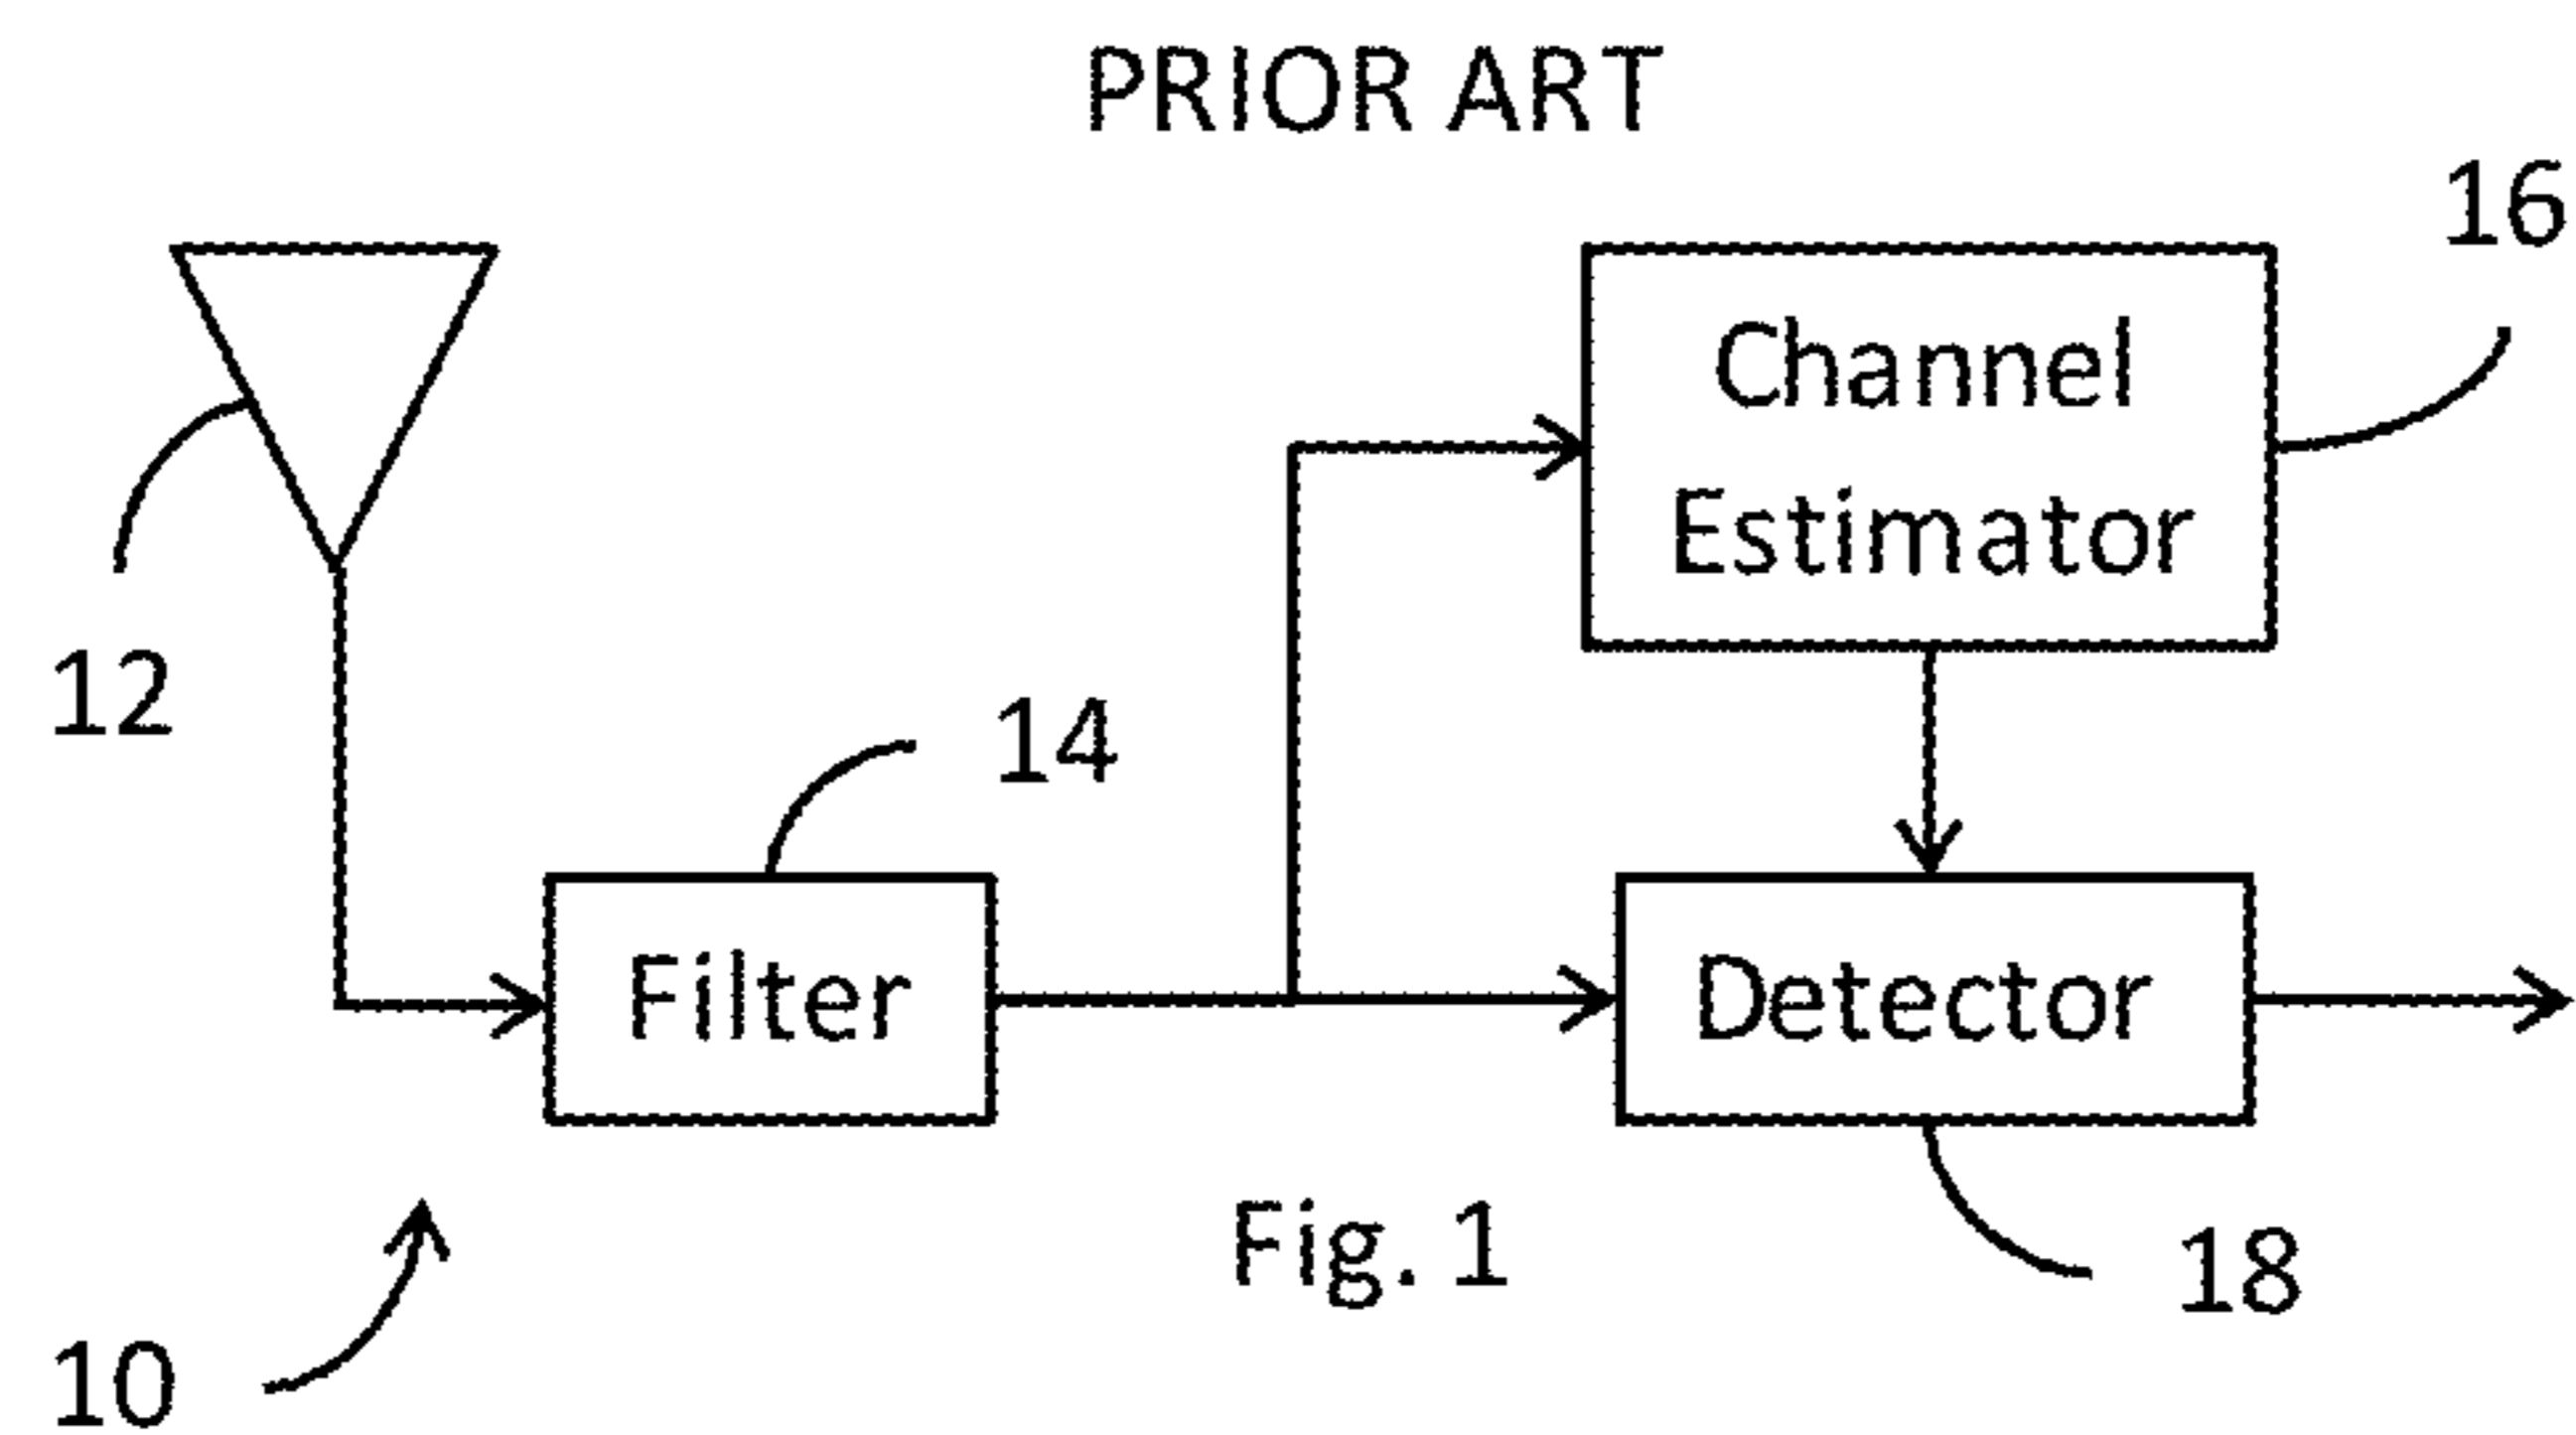 PRIOR ART
16
Channel
Estimator
12
14
Filter
Detector
Fig. 1
18
10